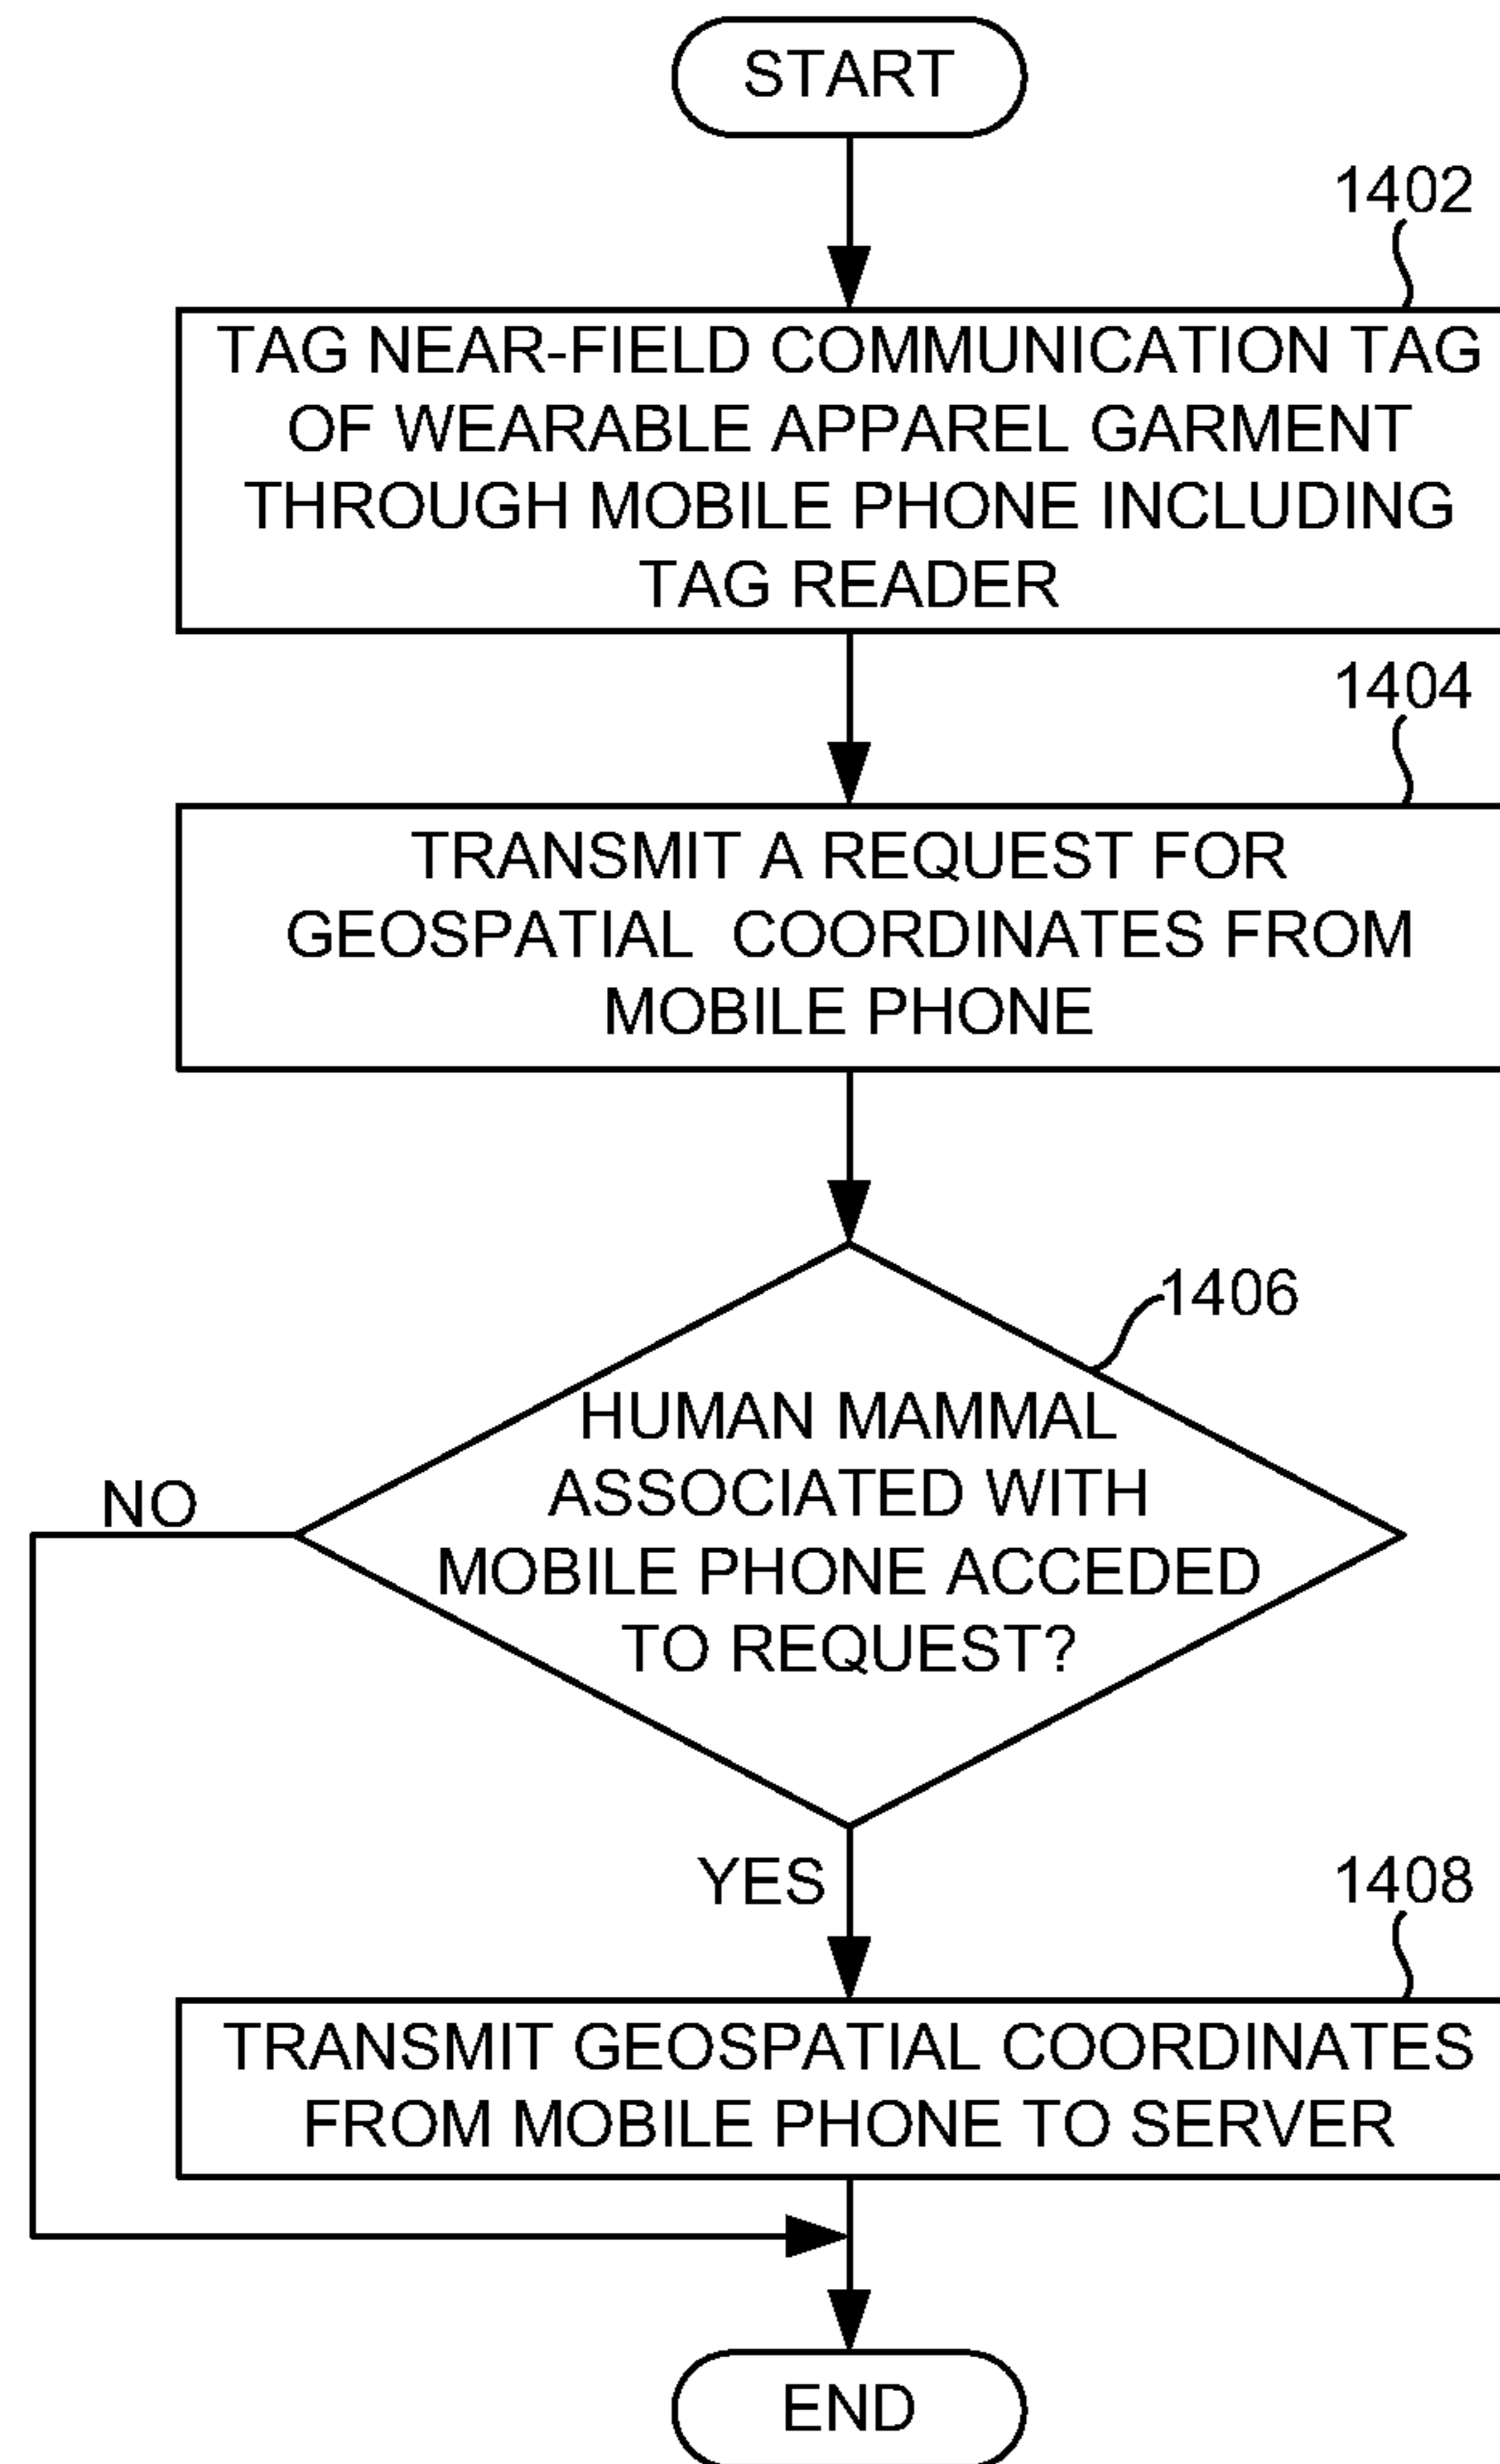 START
1402
TAG NEAR-FIELD COMMUNICATION TAG
OF WEARABLE APPAREL GARMENT
THROUGH MOBILE PHONE INCLUDING
TAG READER
1404
TRANSMIT A REQUEST FOR
GEOSPATIAL COORDINATES FROM
MOBILE PHONE
1406
HUMAN MAMMAL
ASSOCIATED WITH
MOBILE PHONE ACCEDED
TO REQUEST?
NO
YES
1408
TRANSMIT GEOSPATIAL COORDINATES
FROM MOBILE PHONE TO SERVER
END